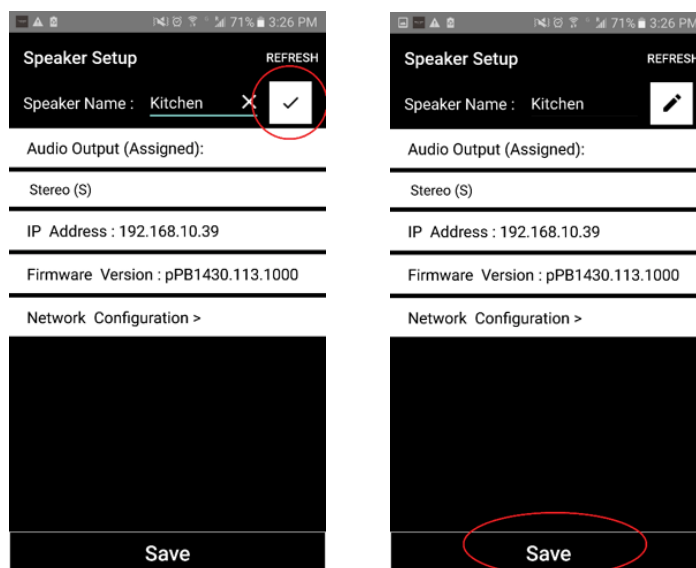 71% 3:26 PM
Speaker Setup REFRESH
Speaker Name : Kitchen
Audio Output (Assigned):
Stereo (S)
IP Address : 192.168.10.39
Firmware Version : pPB1430.113.1000
Network Configuration >
Save
71% 3:26 PM
Speaker Setup REFRESH
Speaker Name : Kitchen
Audio Output (Assigned):
Stereo (S)
IP Address : 192.168.10.39
Firmware Version : pPB1430.113.1000
Network Configuration >
Save